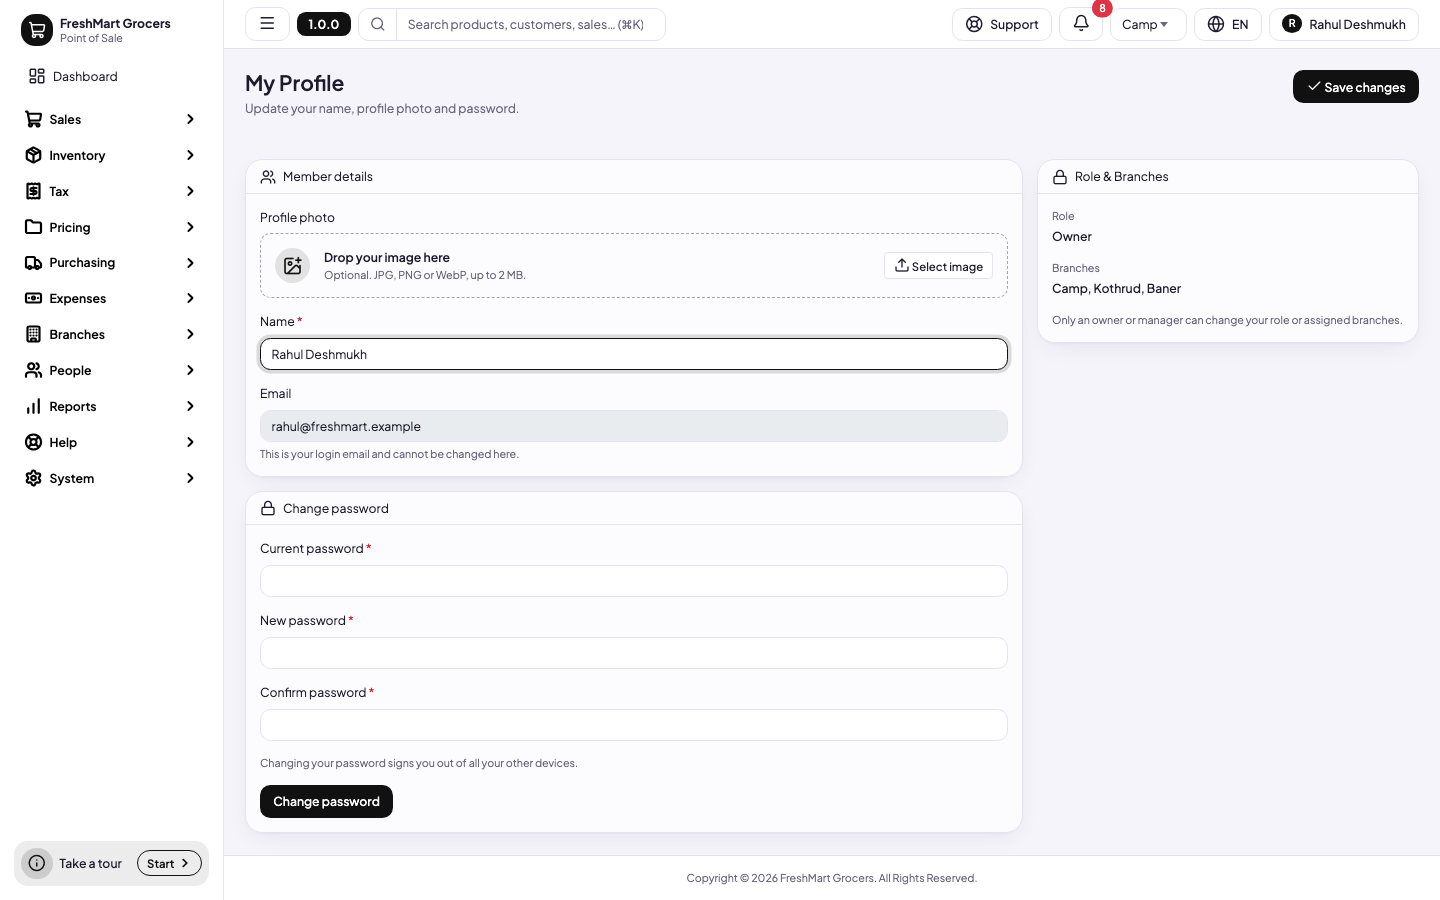 FreshMart Grocers
Point of Sale
Dashboard
Sales
Inventory
Tax
Pricing
Purchasing
Expenses
Branches
People
Reports
Help
System
Take a tour
Start
1.0.0
Search products, customers, sales... (⌘K)
Support
8
Camp
EN
R
Rahul Deshmukh
My Profile
Update your name, profile photo and password.
Save changes
Member details
Profile photo
Drop your image here
Optional. JPG, PNG or WebP, up to 2 MB.
Select image
Name *
Rahul Deshmukh
Email
rahul@freshmart.example
This is your login email and cannot be changed here.
Change password
Current password *
New password *
Confirm password *
Changing your password signs you out of all your other devices.
Change password
Role & Branches
Role
Owner
Branches
Camp, Kothrud, Baner
Only an owner or manager can change your role or assigned branches.
Copyright © 2026 FreshMart Grocers. All Rights Reserved.